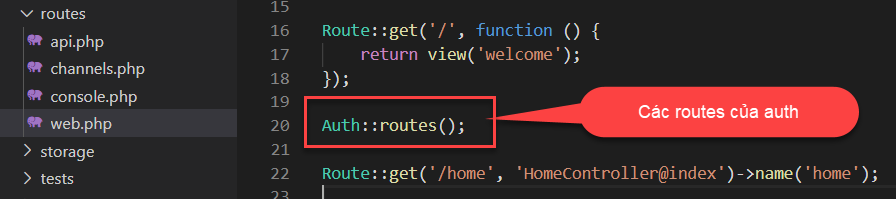 routes
api.php
channels.php
console.php
web.php
storage
tests
15
16 Route::get('/', function () {
17 return view('welcome');
18 });
19
20 Auth::routes();
21
22 Route::get('/home', 'HomeController@index')->name('home');
23
Các routes của auth